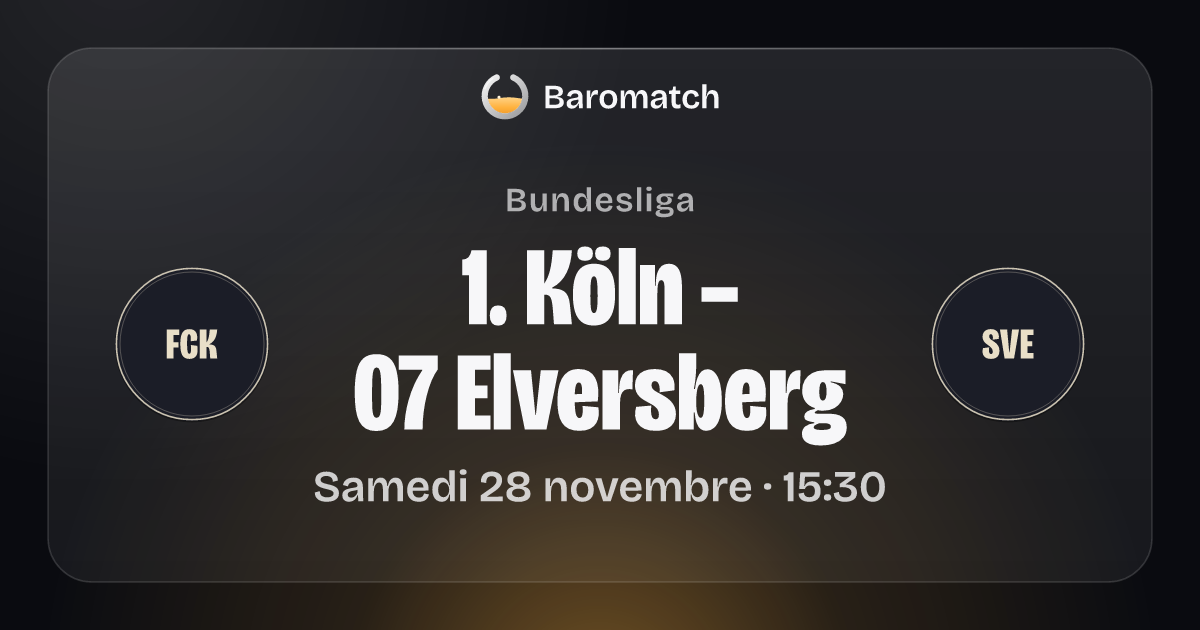 Baromatch
Bundesliga
1. Köln –
07 Elversberg
FCK
SVE
Samedi 28 novembre · 15:30